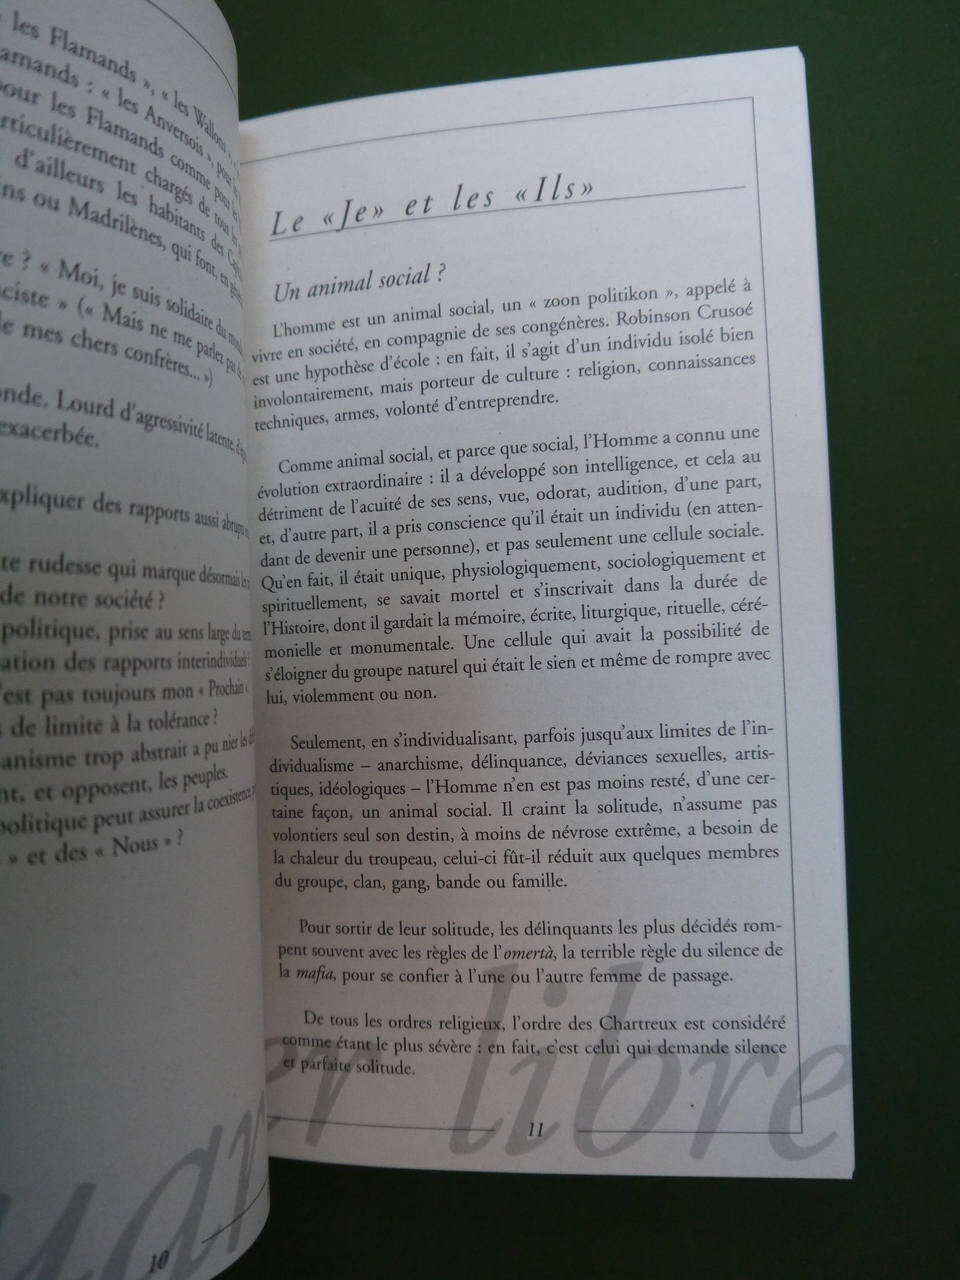 les Flamands », « les Wallons
amands : « les Anversois », pour
our les Flamands comme pour les
rticulièrement chargés de tous les
d'ailleurs les habitants des
ns ou Madrilènes, qui font, en
re ? « Moi, je suis solidaire du
ciste » (« Mais ne me parlez pas de
le mes chers confrères... »)
nde. Lourd d'agressivité latente,
exacerbée.
xpliquer des rapports aussi abrupts
te rudesse qui marque désormais les
de notre société ?
politique, prise au sens large du
ation des rapports interindividuels ?
'est pas toujours mon « Prochain »,
de limite à la tolérance ?
anisme trop abstrait a pu nier les
nt, et opposent, les peuples.
politique peut assurer la coexistence
» et des « Nous » ?
10
Le «Je» et les «Ils»
Un animal social ?
L'homme est un animal social, un « zoon politikon », appelé à
vivre en société, en compagnie de ses congénères. Robinson Crusoé
est une hypothèse d'école : en fait, il s'agit d'un individu isolé bien
involontairement, mais porteur de culture : religion, connaissances
techniques, armes, volonté d'entreprendre.
Comme animal social, et parce que social, l'Homme a connu une
évolution extraordinaire : il a développé son intelligence, et cela au
détriment de l'acuité de ses sens, vue, odorat, audition, d'une part,
et, d'autre part, il a pris conscience qu'il était un individu (en atten-
dant de devenir une personne), et pas seulement une cellule sociale.
Qu'en fait, il était unique, physiologiquement, sociologiquement et
spirituellement, se savait mortel et s'inscrivait dans la durée de
l'Histoire, dont il gardait la mémoire, écrite, liturgique, rituelle, céré-
monielle et monumentale. Une cellule qui avait la possibilité de
s'éloigner du groupe naturel qui était le sien et même de rompre avec
lui, violemment ou non.
Seulement, en s'individualisant, parfois jusqu'aux limites de l'in-
dividualisme – anarchisme, délinquance, déviances sexuelles, artis-
tiques, idéologiques – l'Homme n'en est pas moins resté, d'une cer-
taine façon, un animal social. Il craint la solitude, n'assume pas
volontiers seul son destin, à moins de névrose extrême, a besoin de
la chaleur du troupeau, celui-ci fût-il réduit aux quelques membres
du groupe, clan, gang, bande ou famille.
Pour sortir de leur solitude, les délinquants les plus décidés rom-
pent souvent avec les règles de l'omertà, la terrible règle du silence de
la mafia, pour se confier à l'une ou l'autre femme de passage.
De tous les ordres religieux, l'ordre des Chartreux est considéré
comme étant le plus sévère : en fait, c'est celui qui demande silence
et parfaite solitude.
er libre
11